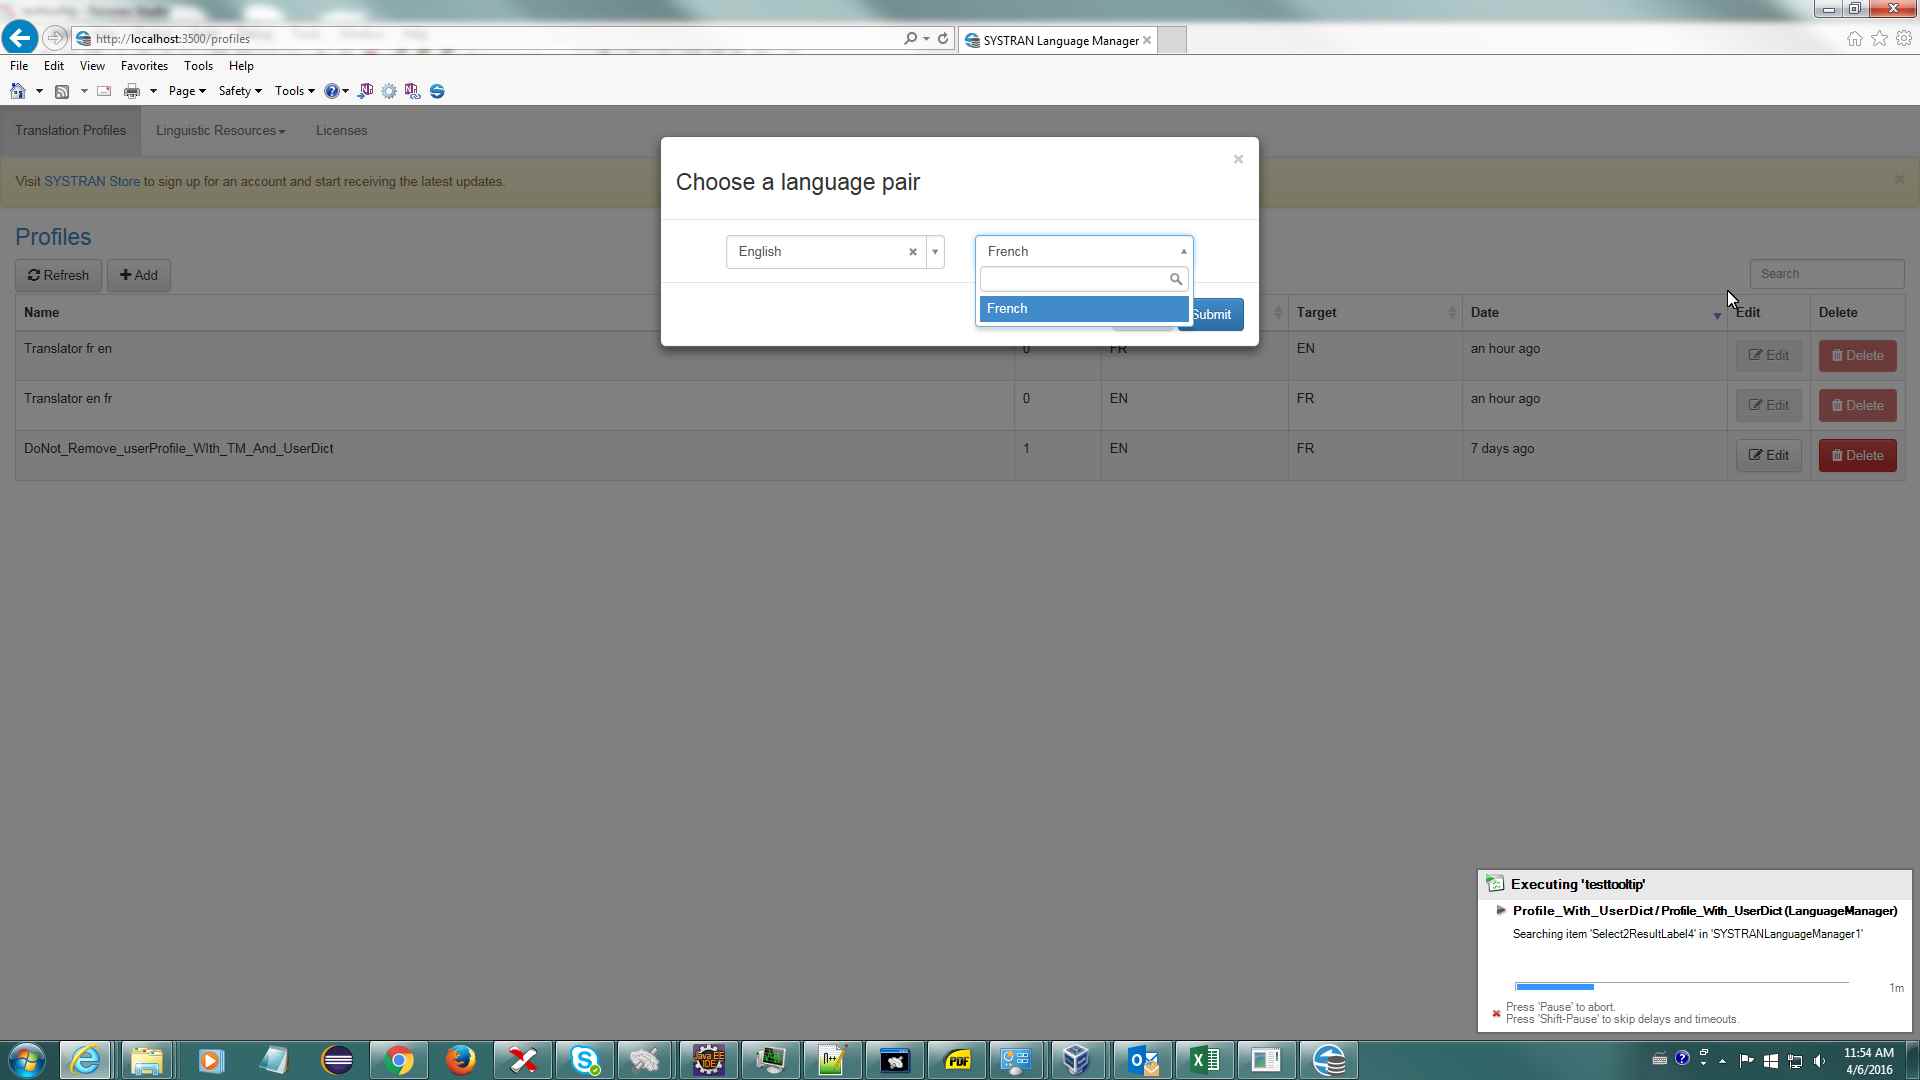 http://localhost:3500/profiles
SYSTRAN Language Manager
File Edit View Favorites Tools Help
Page Safety Tools
Translation Profiles Linguistic Resources Licenses
Visit SYSTRAN Store to sign up for an account and start receiving the latest updates.
Choose a language pair
English French
French
Submit
Profiles
Refresh Add Search
Name Target Date Edit Delete
Translator fr en 0 FR EN an hour ago Edit Delete
Translator en fr 0 EN FR an hour ago Edit Delete
DoNot_Remove_userProfile_WIth_TM_And_UserDict 1 EN FR 7 days ago Edit Delete
Executing 'testtooltip'
Profile_With_UserDict / Profile_With_UserDict (LanguageManager)
Searching item 'Select2ResultLabel4' in 'SYSTRANLanguageManager1'
1m
Press 'Pause' to abort.
Press 'Shift-Pause' to skip delays and timeouts.
Java EE
IDE
PDF
11:54 AM
4/6/2016